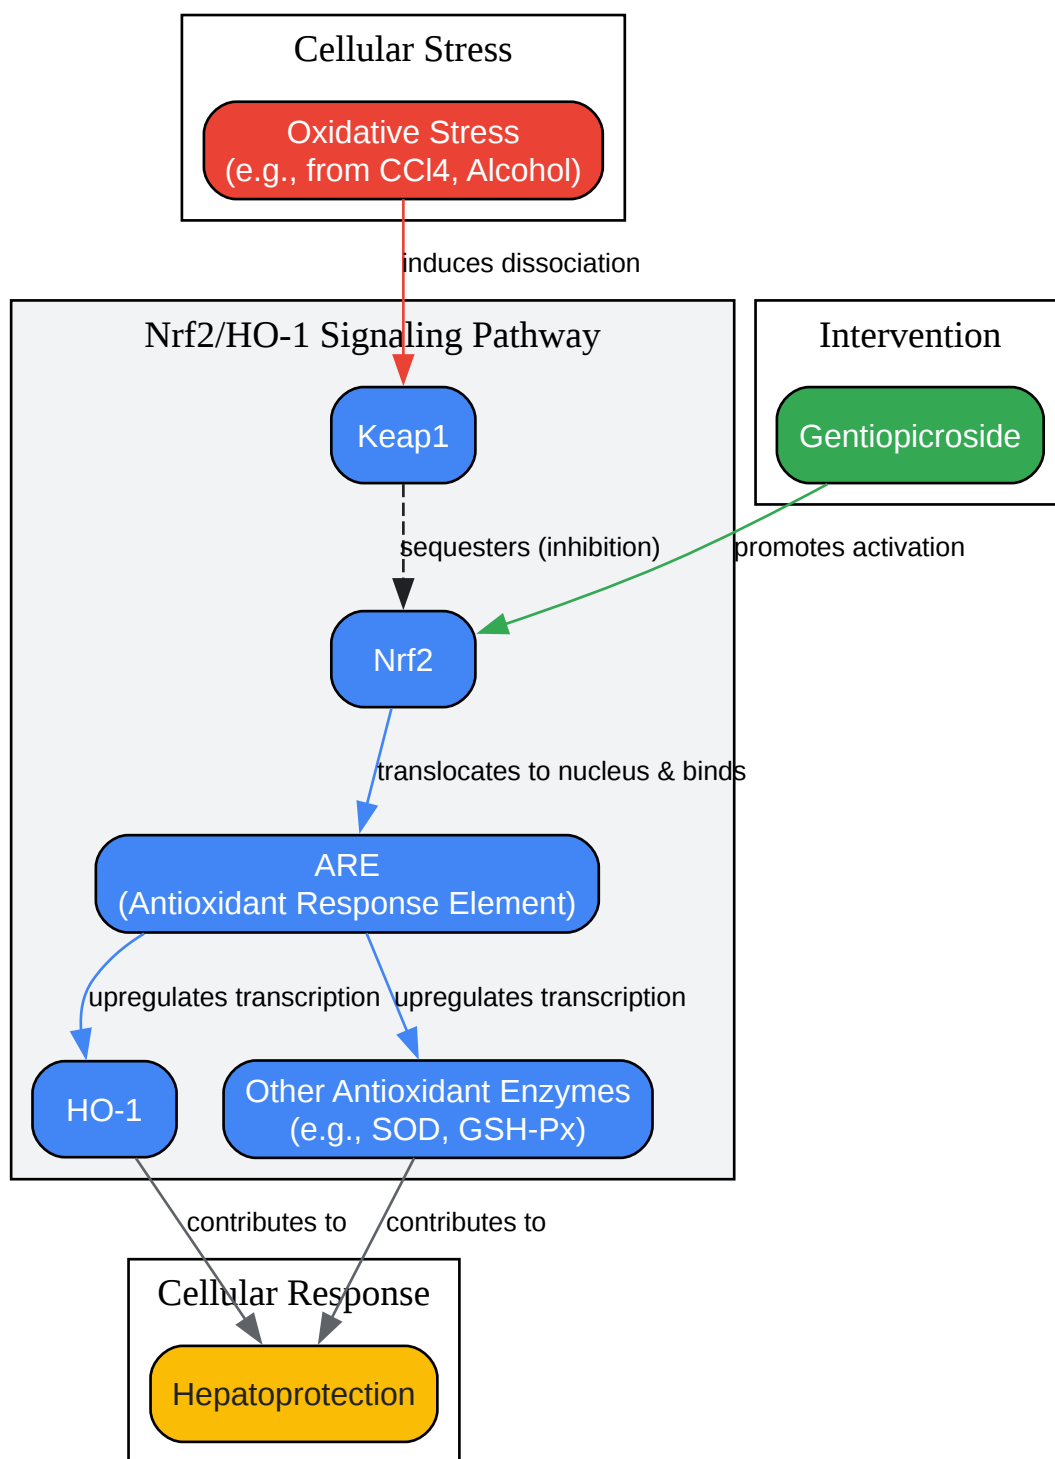 Cellular Stress
Oxidative Stress
(e.g., from CCl4, Alcohol)
induces dissociation
Nrf2/HO-1 Signaling Pathway
Intervention
Keap1
Gentiopicroside
sequesters (inhibition)
promotes activation
Nrf2
translocates to nucleus & binds
ARE
(Antioxidant Response Element)
upregulates transcription
upregulates transcription
HO-1
Other Antioxidant Enzymes
(e.g., SOD, GSH-Px)
contributes to
contributes to
Cellular Response
Hepatoprotection